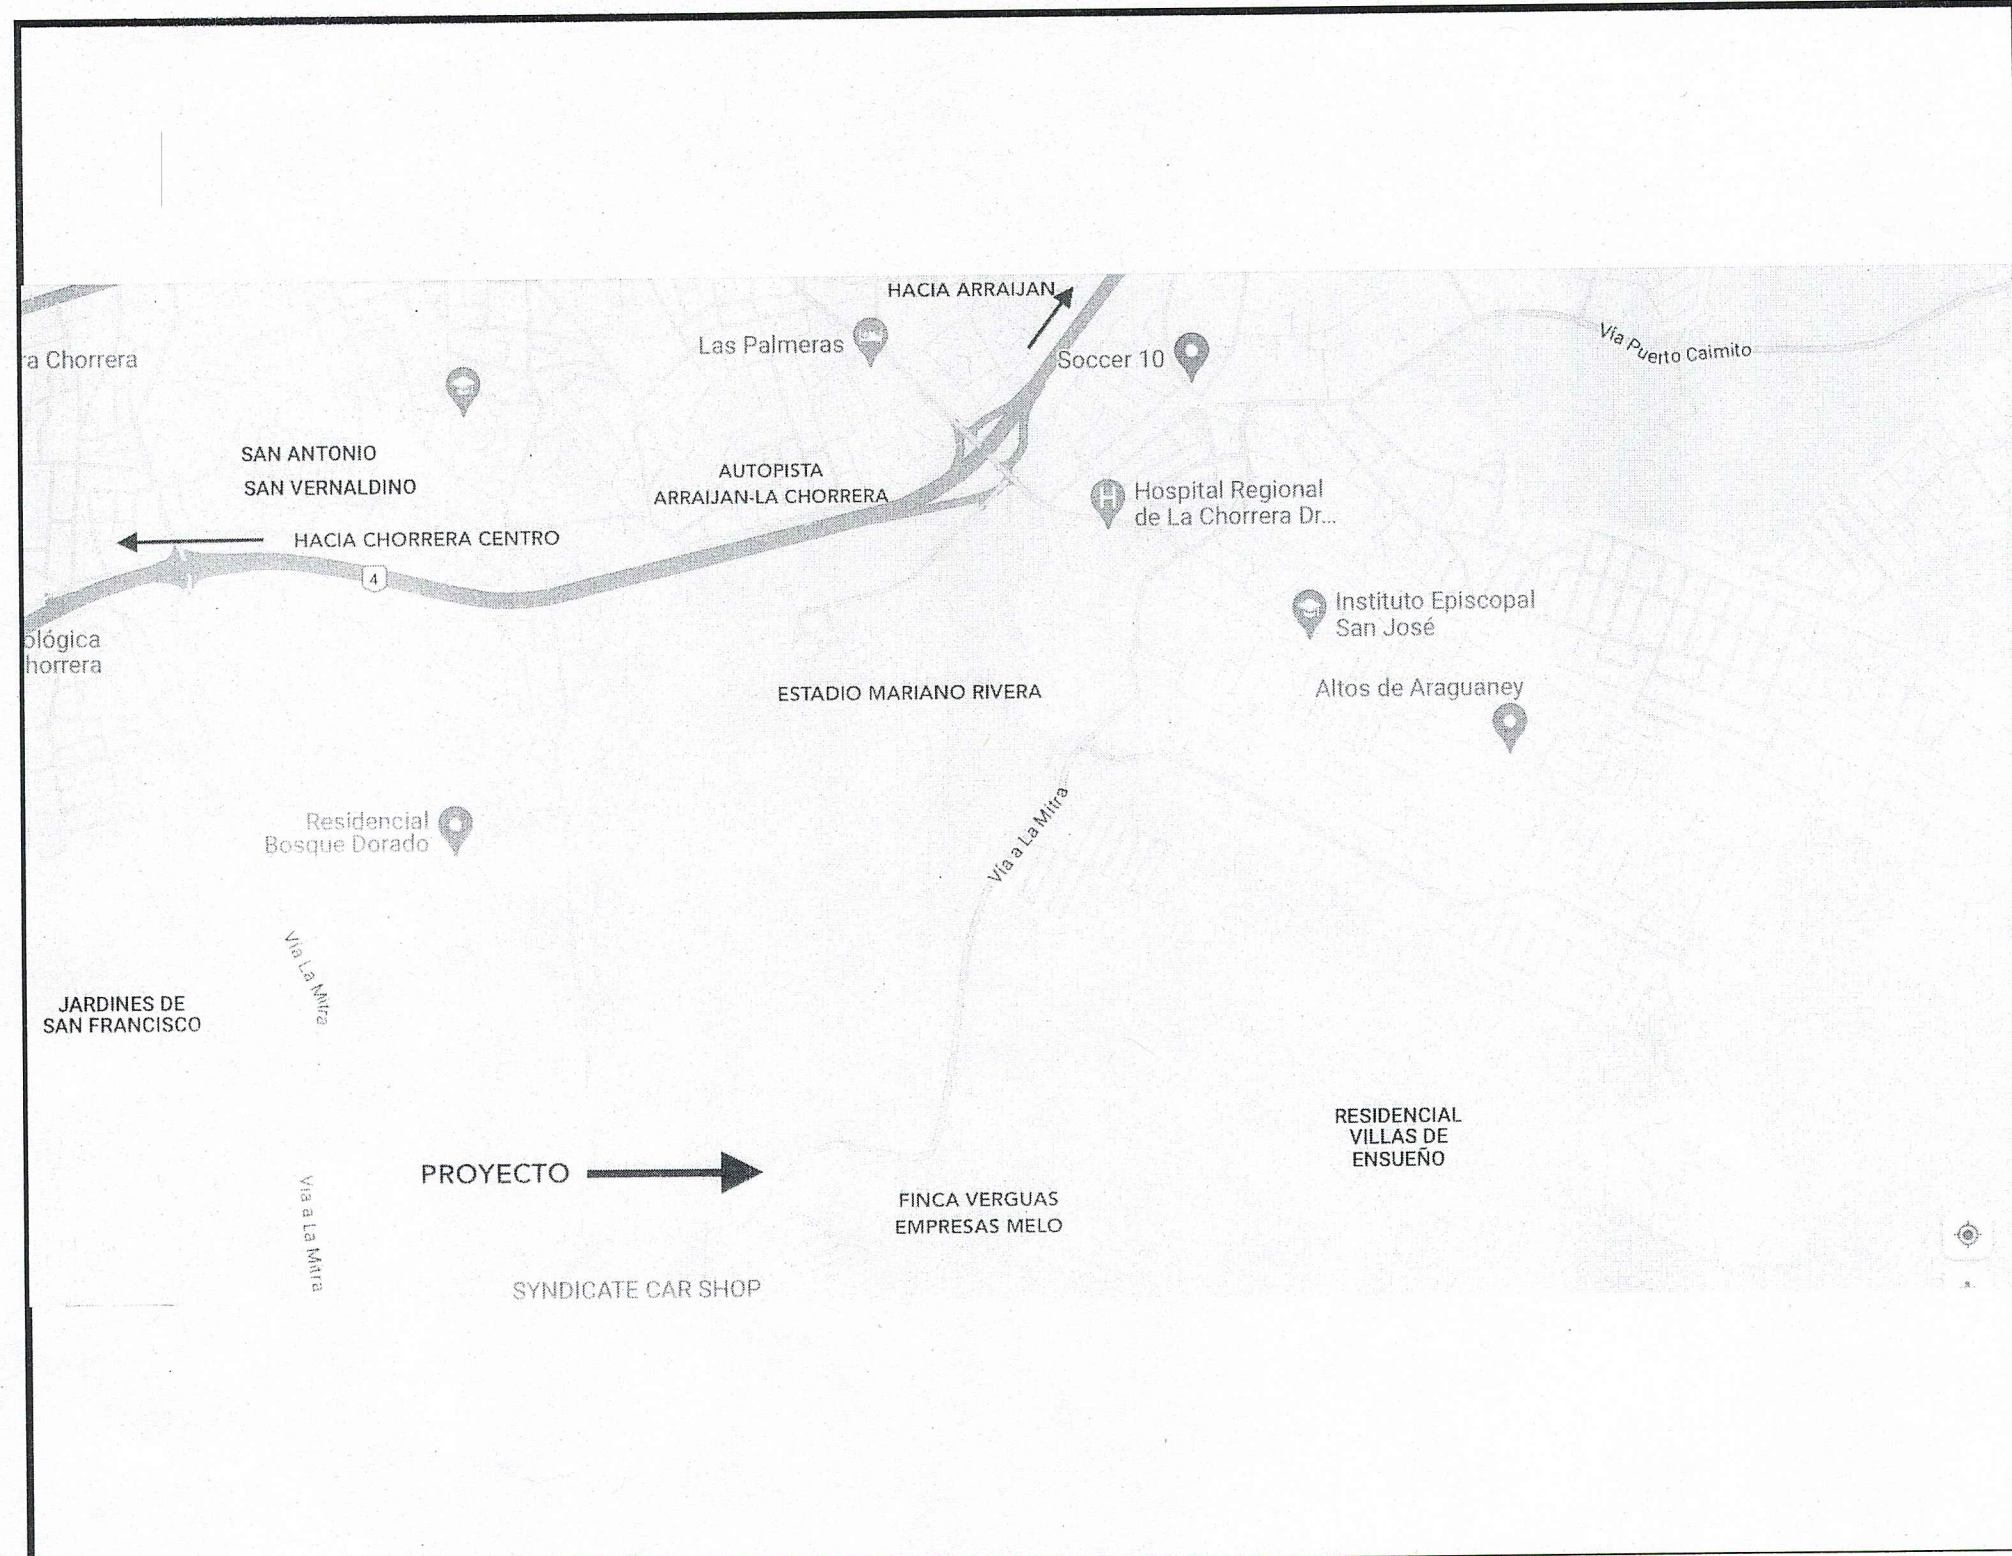 HACIA ARRAIJAN
Las Palmeras
Soccer 10
Vía Puerto Caimito
ra Chorrera
SAN ANTONIO
SAN VERNALDINO
AUTOPISTA
ARRAIJAN-LA CHORRERA
H
Hospital Regional
de La Chorrera Dr...
HACIA CHORRERA CENTRO
4
Instituto Episcopal
San José
ológica
horrera
ESTADIO MARIANO RIVERA
Altos de Araguaney
Vía a La Mitra
Residencial
Bosque Dorado
Vía La Mitra
JARDINES DE
SAN FRANCISCO
RESIDENCIAL
VILLAS DE
ENSUEÑO
PROYECTO
Vía a La Mitra
FINCA VERGUAS
EMPRESAS MELO
SYNDICATE CAR SHOP